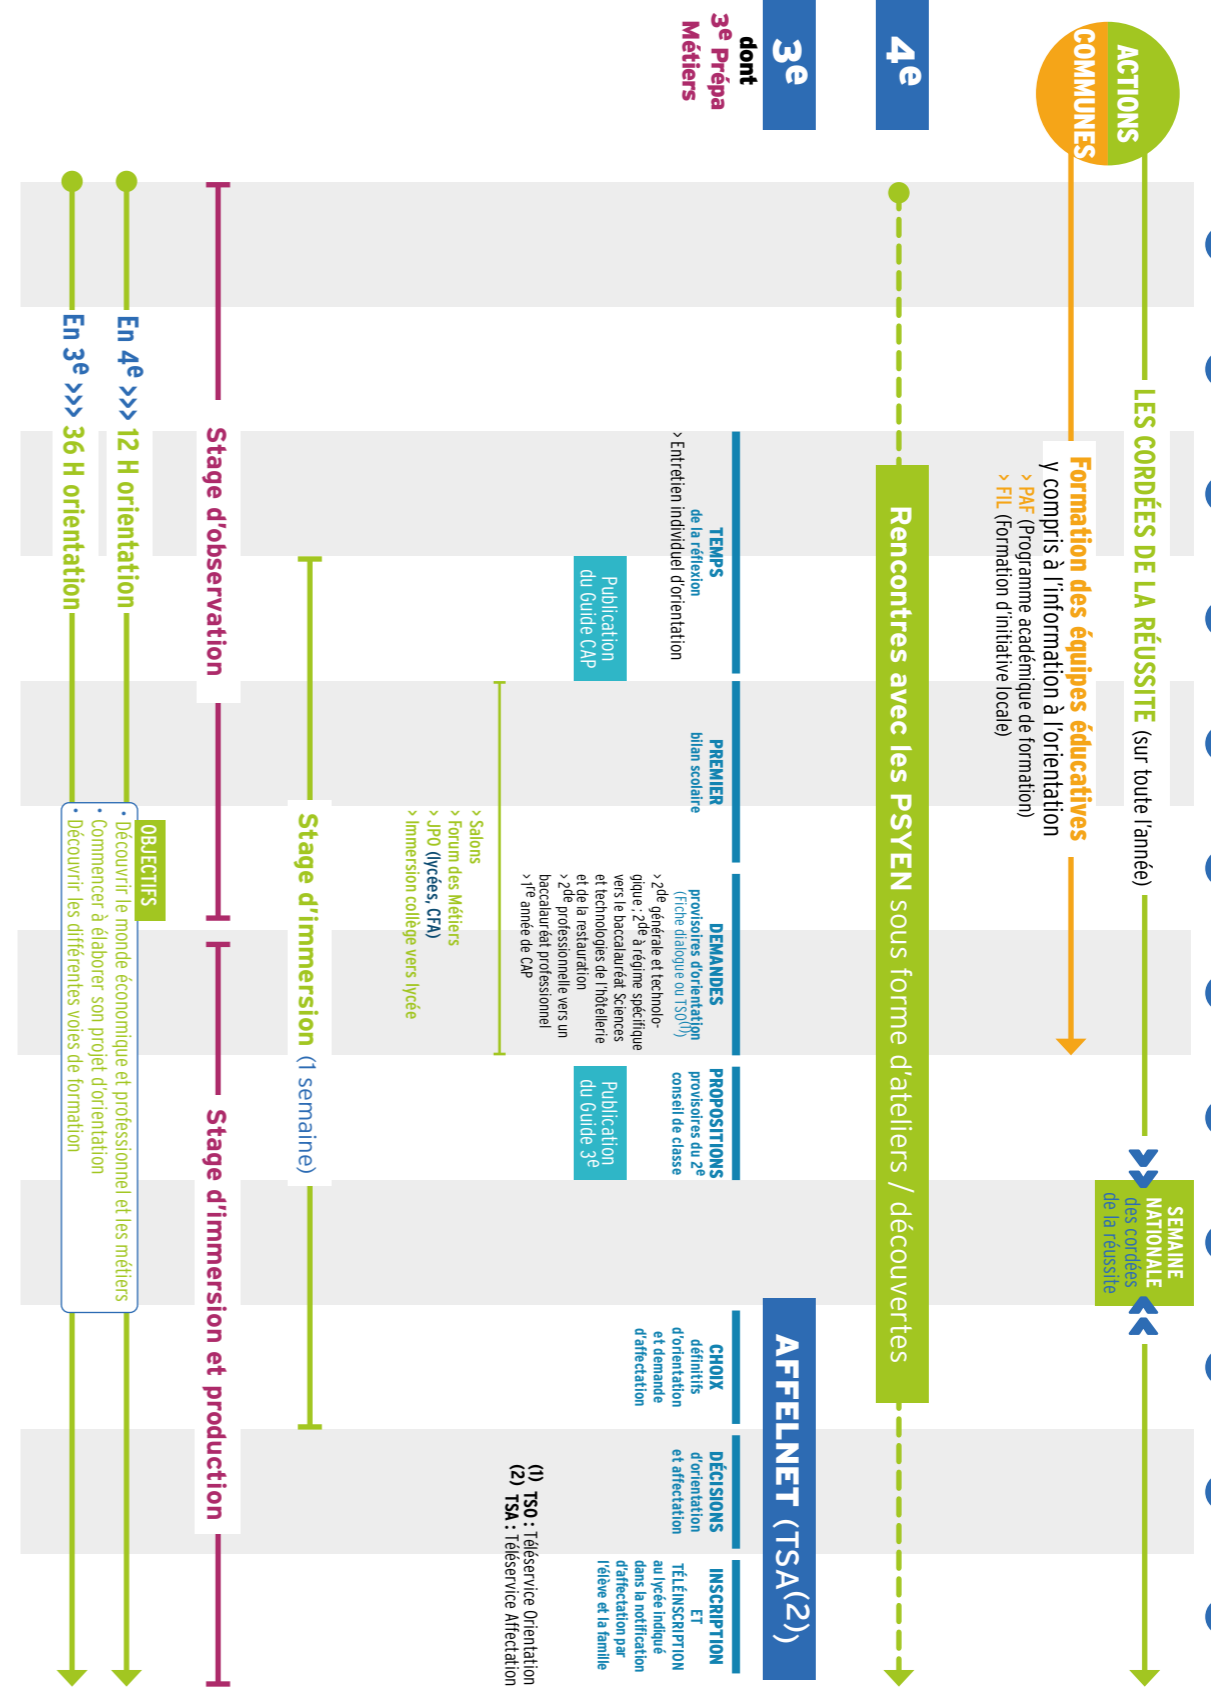 ACTIONS
COMMUNES
LES CORDÉES DE LA RÉUSSITE (sur toute l'année)
SEMAINE
NATIONALE
des cordées
de la réussite
Formation des équipes éducatives
y compris à l'information à l'orientation
> PAF (Programme académique de formation)
> FIL (Formation d'initiative locale)
4e
Rencontres avec les PSYEN sous forme d'ateliers / découvertes
3e
dont
3e Prépa
Métiers
AFFELNET (TSA(2))
TEMPS
de la réflexion
> Entretien individuel d'orientation
PREMIER
bilan scolaire
DEMANDES
provisoires d'orientation
(Fiche dialogue ou TSO(1))
> 2de générale et technolo-
gique ; 2de à régime spécifique
vers le baccalauréat Sciences
et technologies de l'hôtellerie
et de la restauration
> 2de professionnelle vers un
baccalauréat professionnel
> 1re année de CAP
PROPOSITIONS
provisoires du 2e
conseil de classe
CHOIX
définitifs
d'orientation
et demande
d'affectation
DÉCISIONS
d'orientation
et affectation
INSCRIPTION
ET
TÉLÉINSCRIPTION
au lycée indiqué
dans la notification
d'affectation par
l'élève et la famille
Publication
du Guide CAP
Publication
du Guide 3e
> Salons
> Forum des Métiers
> JPO (lycées, CFA)
> Immersion collège vers lycée
(1) TSO : Téléservice Orientation
(2) TSA : Téléservice Affectation
Stage d'immersion (1 semaine)
Stage d'observation
Stage d'immersion et production
En 4e >>> 12 H orientation
En 3e >>> 36 H orientation
OBJECTIFS
• Découvrir le monde économique et professionnel et les métiers
• Commencer à élaborer son projet d'orientation
• Découvrir les différentes voies de formation